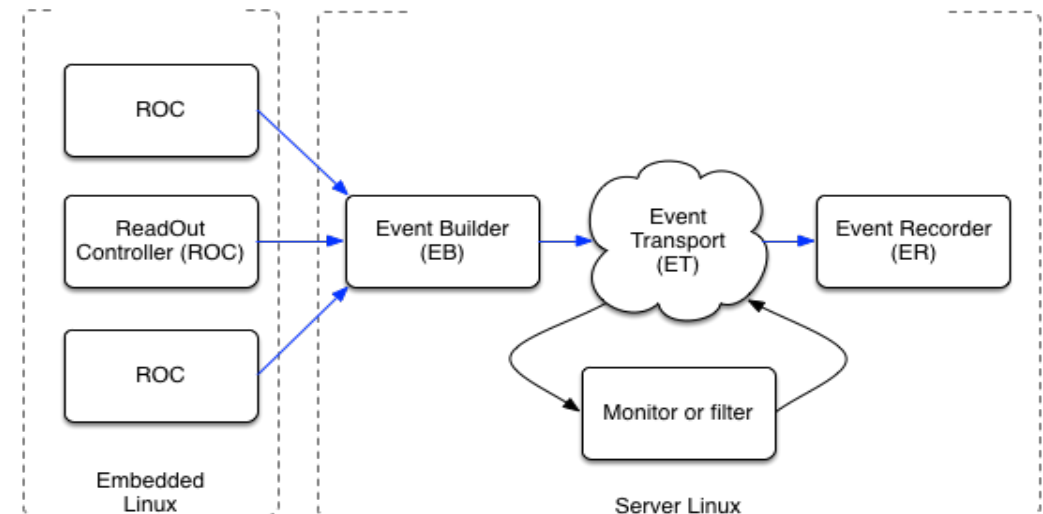 ROC
ReadOut
Controller (ROC)
ROC
Embedded
Linux
Event Builder
(EB)
Event
Transport
(ET)
Event Recorder
(ER)
Monitor or filter
Server Linux